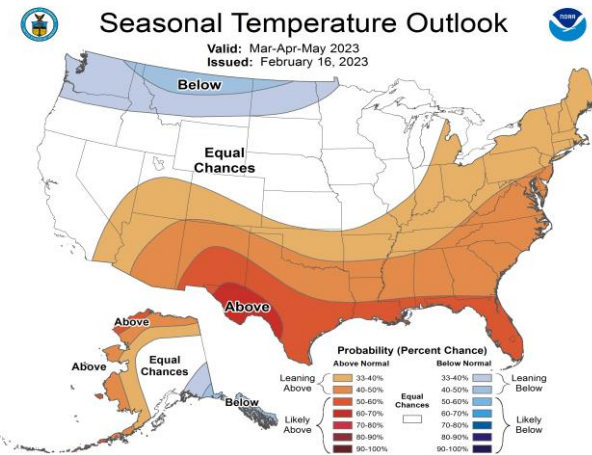 Seasonal Temperature Outlook
NOAA
Valid: Mar-Apr-May 2023
Issued: February 16, 2023
Below
Equal
Chances
Above
Above
Above
Equal
Chances
Below
Probability (Percent Chance)
Above Normal
Below Normal
Leaning
Above
33-40%
40-50%
Likely
Above
50-60%
60-70%
70-80%
80-90%
90-100%
Equal
Chances
33-40%
40-50%
Leaning
Below
50-60%
60-70%
70-80%
80-90%
90-100%
Likely
Below